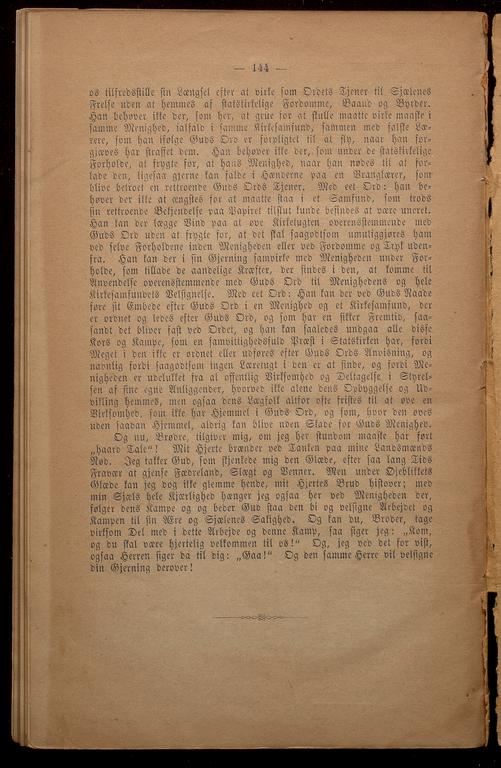 — 144 —
os tilfredsstille sin Længsel efter at virke som Ordets Tjener til Sjælenes
Frelse uden at hemmes af statskirkelige Fordomme, Baand og Byrder.
Han behøver ikke der, som her, at grue for at skulle maatte virke maaske i
samme Menighed, ialfald i samme Kirkesamfund, sammen med falske Læ-
rere, som han ifølge Guds Ord er forpligtet til at sky, naar han for-
gjæves har straffet dem. Han behøver ikke der, som under de statskirkelige
Forholde, at frygte for, at hans Menighed, naar han nødes til at for-
lade den, ligesaa gjerne kan falde i Hænderne paa en Vranglærer, som
blive betroet en rettroende Guds Ords Tjener. Med eet Ord: han be-
høver der ikke at ængstes for at maatte staa i et Samfund, som trods
sin rettroende Bekjendelse paa Papiret tilslut kunde befindes at være uneret.
Han kan der lægge Vind paa at øve Kirketugten overensstemmende med
Guds Ord uden at frygte for, at det skal saagodtsom umuliggjøres ham
ved selve Forholdene inden Menigheden eller ved Fordomme og Tryk uden-
fra. Han kan der i sin Gjerning samvirke med Menigheden under For-
holde, som tillade de aandelige Kræfter, der findes i den, at komme til
Anvendelse overensstemmende med Guds Ord til Menighedens og hele
Kirkesamfundets Velsignelse. Med eet Ord: Han kan der ved Guds Naade
føre sit Embede efter Guds Ord i en Menighed og et Kirkesamfund, der
er ordnet og ledes efter Guds Ord, og som har en sikker Fremtid, saa-
sandt det bliver fast ved Ordet, og han kan saaledes undgaa alle disse
Kors og Kampe, som en samvittighedsfuld Præst i Statskirken har, fordi
Meget i den ikke er ordnet eller udføres efter Guds Ords Anvisning, og
navnlig fordi saagodtsom ingen Læretugt i den er at finde, og fordi Me-
nigheden er udelukket fra al offentlig Virksomhed og Deltagelse i Styrel-
sen af sine egne Anliggender, hvorved ikke alene dens Opbyggelse og Ud-
vikling hemmes, men ogsaa dens Lægfolk altfor ofte fristes til at øve en
Virksomhed, som ikke har Hjemmel i Guds Ord, og som, hvor den øves
uden saadan Hjemmel, aldrig kan blive uden Skade for Guds Menighed.
Og nu, Brødre, tilgiver mig, om jeg her stundom maaske har ført
„haard Tale“! Mit Hjerte brænder ved Tanken paa mine Landsmænds
Nød. Jeg takker Gud, som skjenkede mig den Glæde, efter saa lang Tids
Fravær at gjense Fædreland, Slægt og Venner. Men under Øieblikkets
Glæde kan jeg dog ikke glemme hende, mit Hjertes Brud histover; med
min Sjæls hele Kjærlighed hænger jeg ogsaa her ved Menigheden der,
følger dens Kampe og og beder Gud staa den bi og velsigne Arbejdet og
Kampen til sin Ære og Sjælenes Salighed. Og kan du, Broder, tage
virksom Del med i dette Arbejde og denne Kamp, saa siger jeg: „Kom,
og du skal være hjertelig velkommen til os!“ Og, jeg ved det for vist,
ogsaa Herren siger da til dig: „Gaa!“ Og den samme Herre vil velsigne
din Gjerning derover!